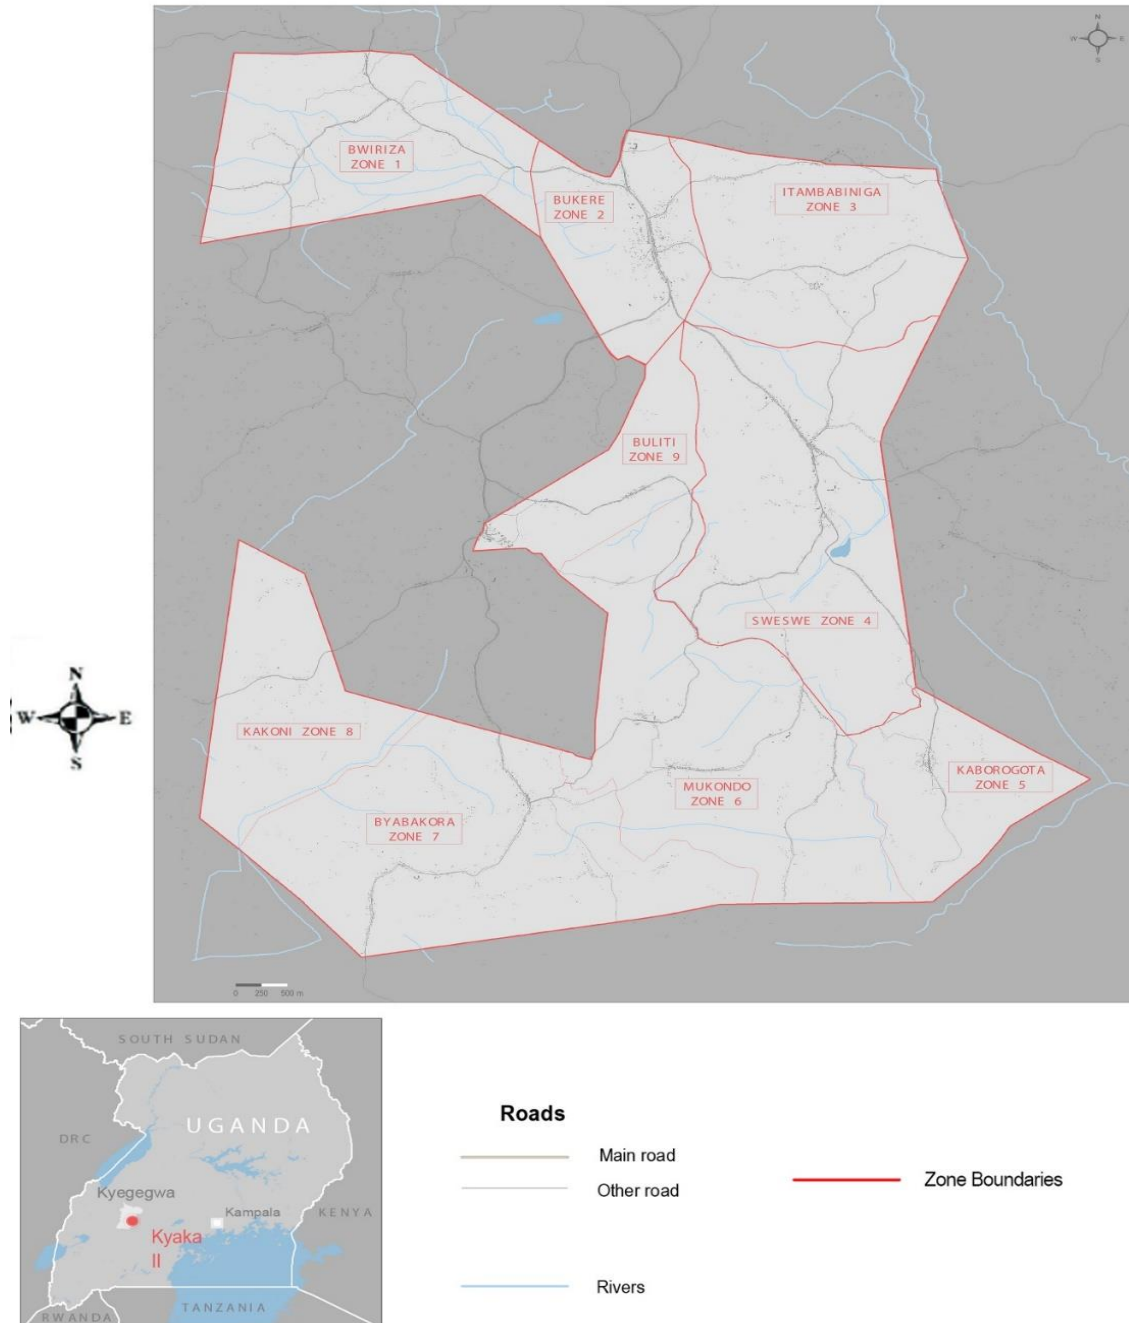 N
W E
S
BWIRIZA
ZONE 1
BUKERE
ZONE 2
ITAMBABINIGA
ZONE 3
BULITI
ZONE 9
SWESWE ZONE 4
N
W E
S
KAKONI ZONE 8
BYABAKORA
ZONE 7
MUKONDO
ZONE 6
KABOROGOTA
ZONE 5
0 250 500 m
SOUTH SUDAN
UGANDA
DRC
Kyegegwa
Kampala
KENYA
Kyaka
II
TANZANIA
RWANDA
Roads
Main road
Other road
Zone Boundaries
Rivers